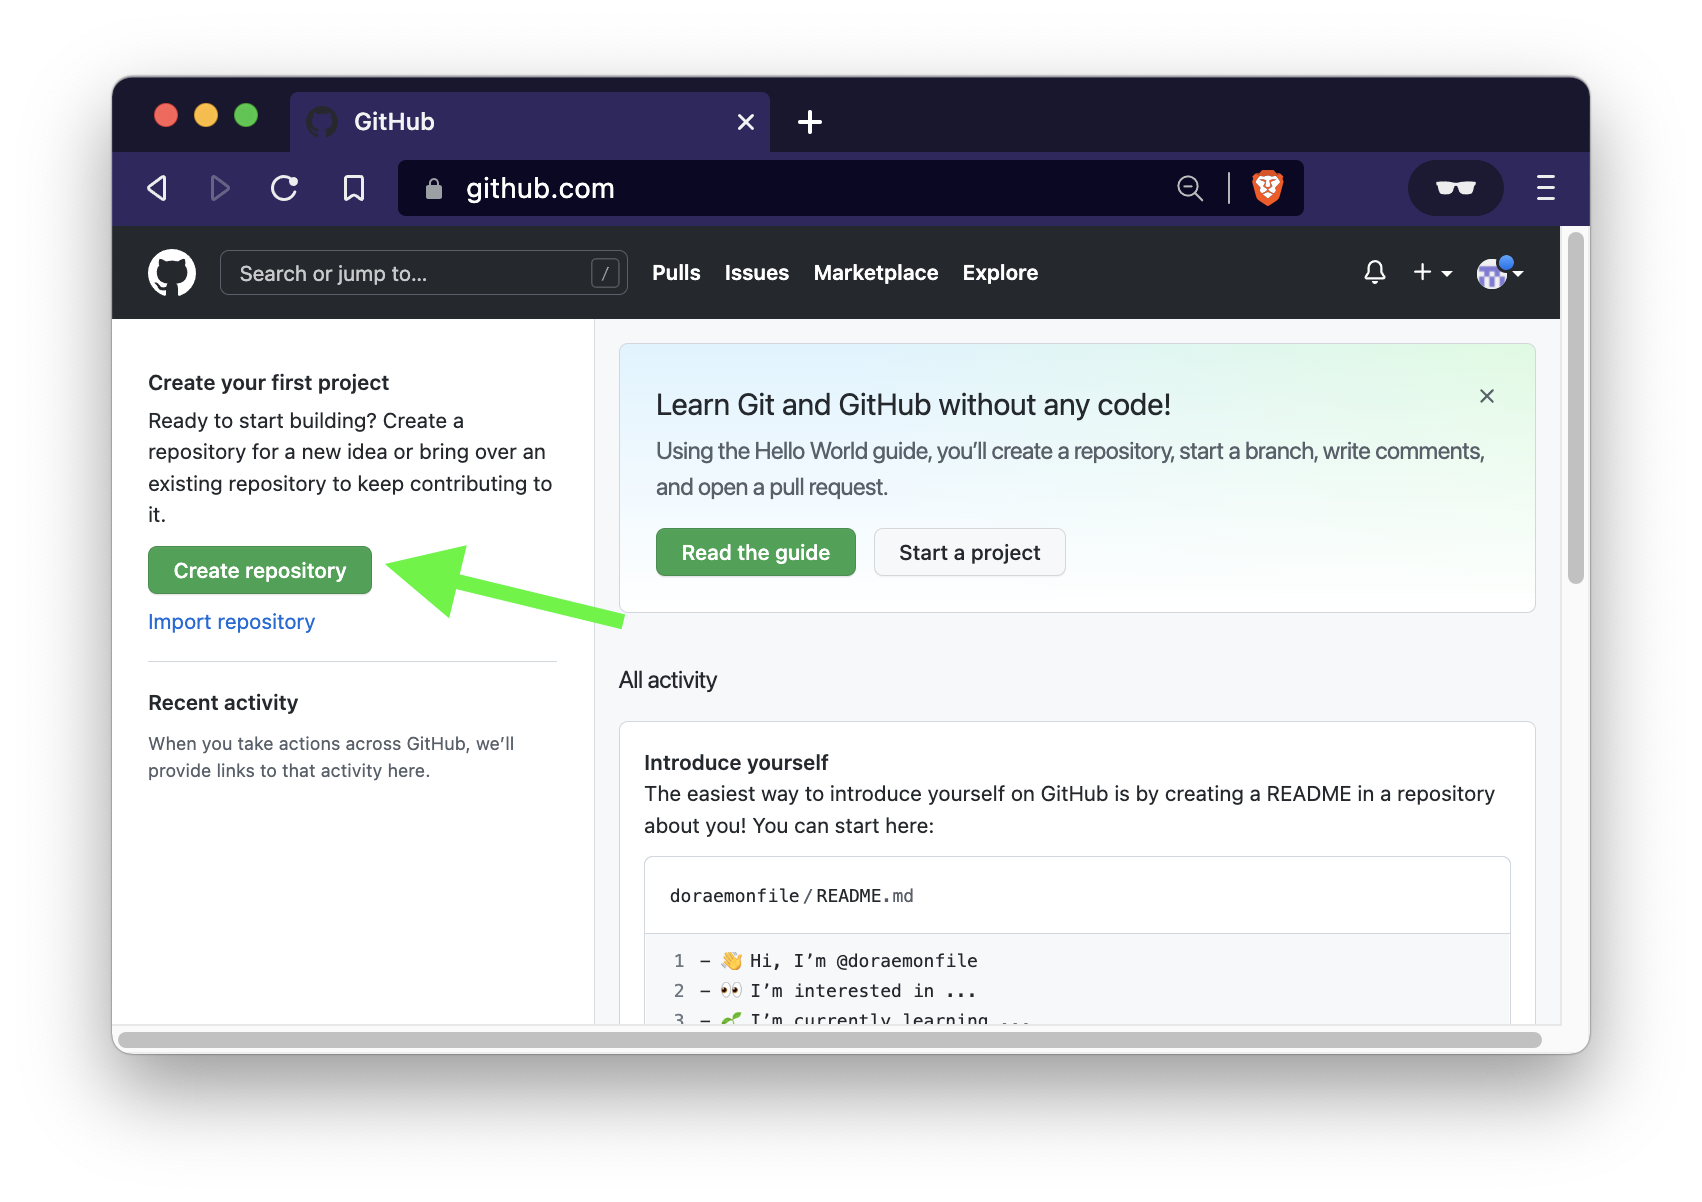 GitHub
github.com
Search or jump to... /
Pulls Issues Marketplace Explore
Create your first project
Ready to start building? Create a
repository for a new idea or bring over an
existing repository to keep contributing to
it.
Create repository
Import repository
Recent activity
When you take actions across GitHub, we’ll
provide links to that activity here.
Learn Git and GitHub without any code!
Using the Hello World guide, you’ll create a repository, start a branch, write comments,
and open a pull request.
Read the guide Start a project
All activity
Introduce yourself
The easiest way to introduce yourself on GitHub is by creating a README in a repository
about you! You can start here:
doraemonfile/README.md
1 - 👋 Hi, I’m @doraemonfile
2 - 👀 I’m interested in ...
3 - 🌱 I’m currently learning ...